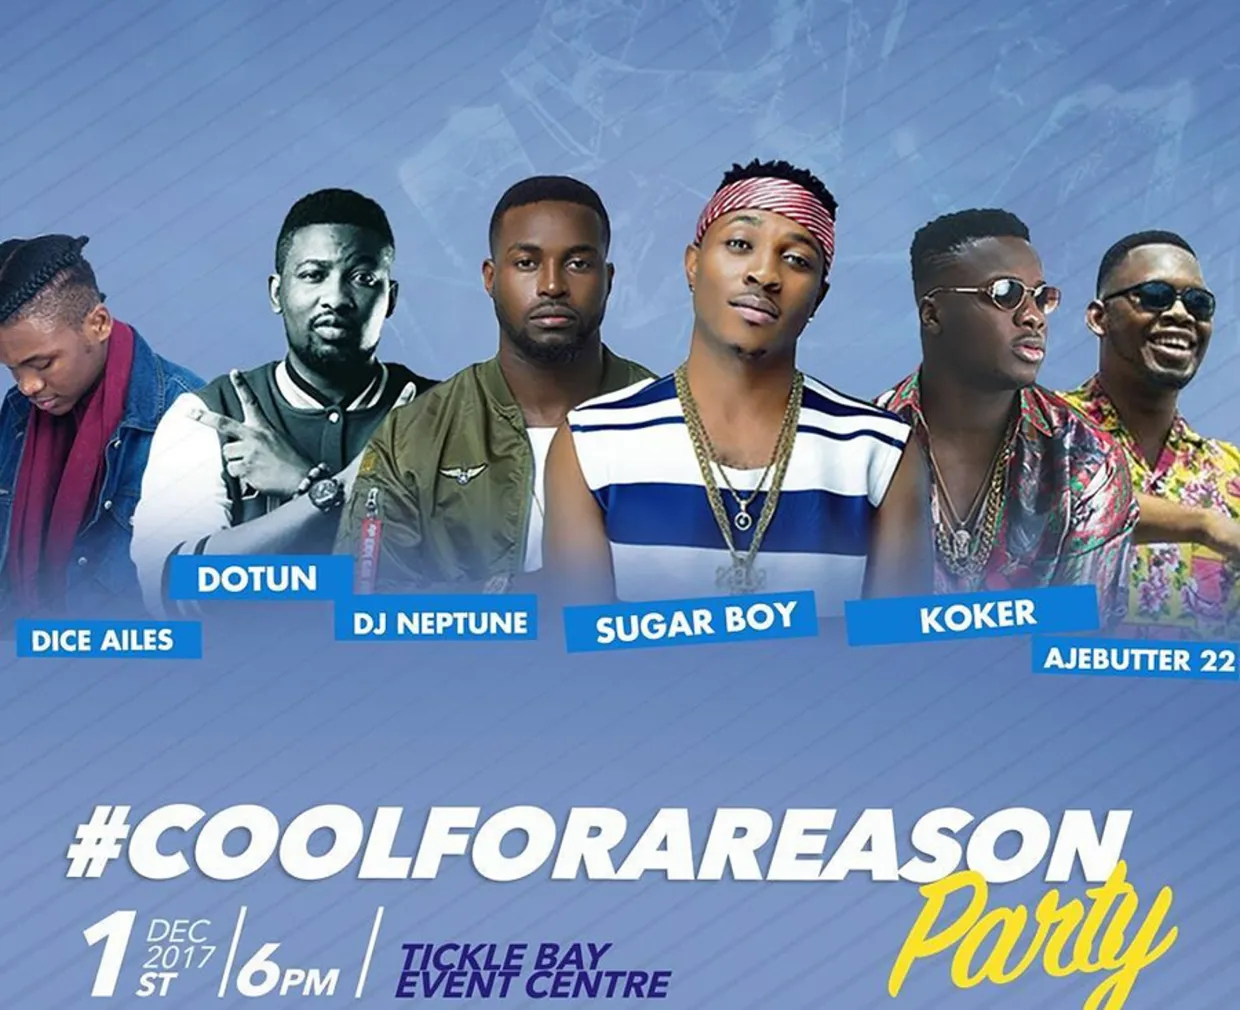 DOTUN
DJ NEPTUNE
SUGAR BOY
KOKER
DICE AILES
AJEBUTTER 22
#COOLFORAREASON
Party
1ST DEC 2017
6PM
TICKLE BAY
EVENT CENTRE